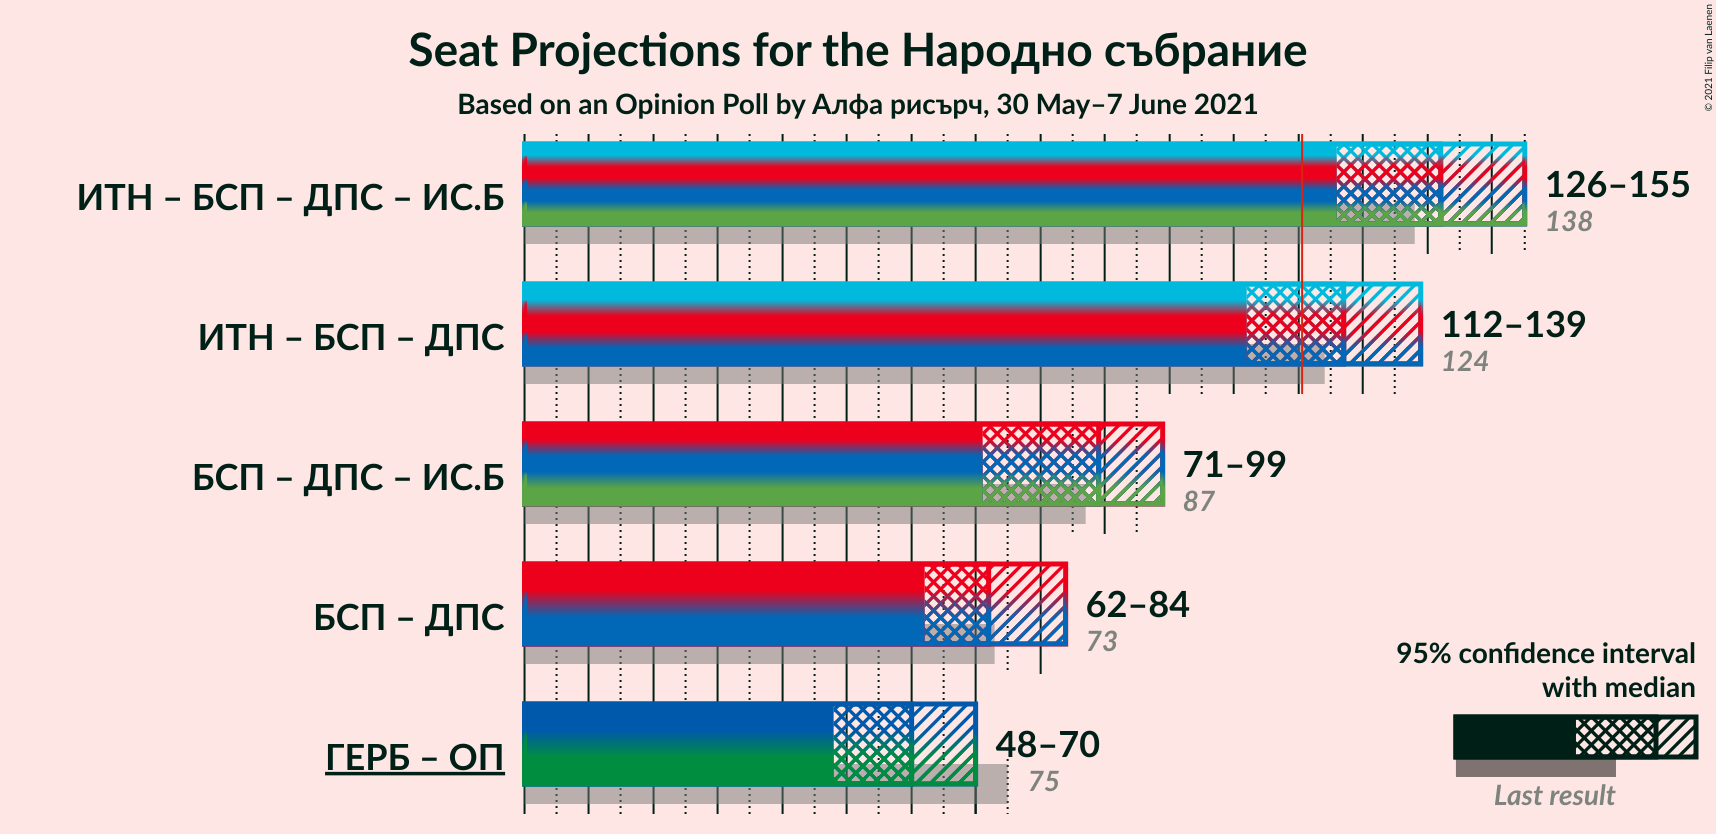 Seat Projections for the Народно събрание
Based on an Opinion Poll by Алфа рисърч, 30 May–7 June 2021
© 2021 Filip van Laenen
ИТН – БСП – ДПС – ИС.Б
126–155
138
ИТН – БСП – ДПС
112–139
124
БСП – ДПС – ИС.Б
71–99
87
БСП – ДПС
62–84
73
ГЕРБ – ОП
48–70
75
95% confidence interval
with median
Last result